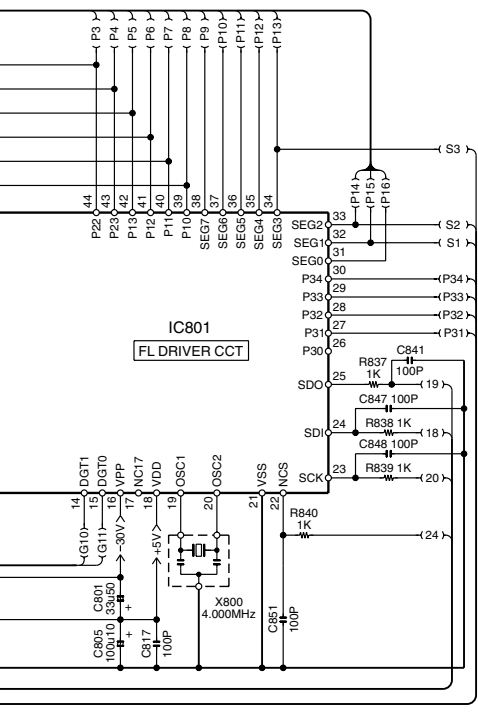 P3 P4 P5 P6 P7 P8 P9 P10 P11 P12 P13
S3
44 43 42 41 40 39 38 37 36 35 34
P14 P15 P16
P22 P23 P13 P12 P11 P10 SEG7 SEG6 SEG5 SEG4 SEG3
SEG2 33 S2
SEG1 32 S1
SEG0 31
P34 30 P34
P33 29 P33
P32 28 P32
P31 27 P31
P30 26
IC801
FL DRIVER CCT
R837
1K
C841
100P
SDO 25 19
C847 100P
SDI 24 R838 1K 18
C848 100P
SCK 23 R839 1K 20
DGT1 DGT0 VPP NC17 VDD OSC1 OSC2 VSS NCS
14 15 16 17 18 19 20 21 22
G10 G11 -30V +5V
R840
1K
24
X800
4.000MHz
C801
33u50
+
C805
100u10
+
C817
100P
C851
100P